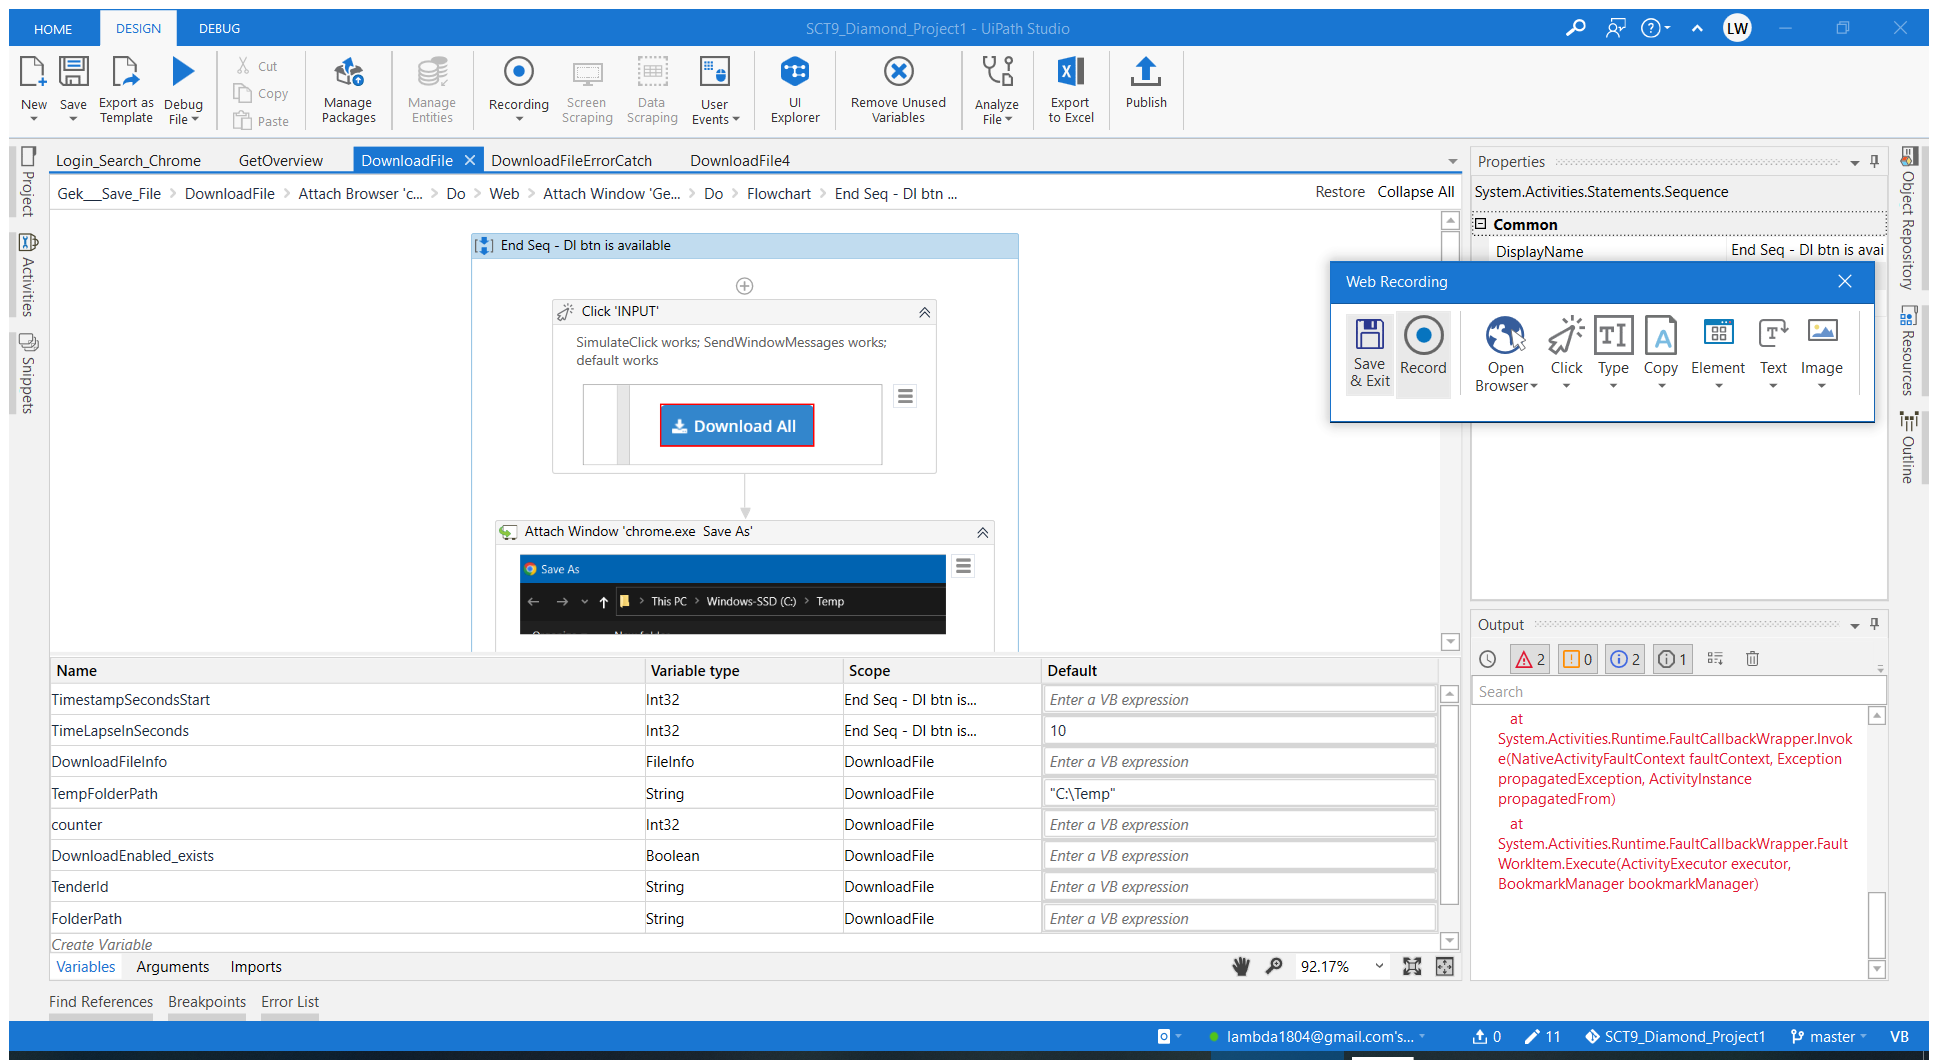 HOME DESIGN DEBUG SCT9_Diamond_Project1 - UiPath Studio LW
New Save Export as Template Debug File Cut Copy Paste Manage Packages Manage Entities Recording Screen Scraping Data Scraping User Events UI Explorer Remove Unused Variables Analyze File Export to Excel Publish
Project
Activities
Snippets
Login_Search_Chrome GetOverview DownloadFile DownloadFileErrorCatch DownloadFile4
Gek___Save_File > DownloadFile > Attach Browser 'c... > Do > Web > Attach Window 'Ge... > Do > Flowchart > End Seq - DI btn ... Restore Collapse All
End Seq - DI btn is available
Click 'INPUT'
SimulateClick works; SendWindowMessages works;
default works
Download All
Attach Window 'chrome.exe  Save As'
Save As
This PC > Windows-SSD (C:) > Temp
Name Variable type Scope Default
TimestampSecondsStart Int32 End Seq - DI btn is... Enter a VB expression
TimeLapseInSeconds Int32 End Seq - DI btn is... 10
DownloadFileInfo FileInfo DownloadFile Enter a VB expression
TempFolderPath String DownloadFile "C:\Temp"
counter Int32 DownloadFile Enter a VB expression
DownloadEnabled_exists Boolean DownloadFile Enter a VB expression
TenderId String DownloadFile Enter a VB expression
FolderPath String DownloadFile Enter a VB expression
Create Variable
Variables Arguments Imports 92.17%
Find References Breakpoints Error List
Properties
System.Activities.Statements.Sequence
Common
DisplayName End Seq - DI btn is avai
Web Recording
Save & Exit Record Open Browser Click Type Copy Element Text Image
Output
2 0 2 1
Search
at
System.Activities.Runtime.FaultCallbackWrapper.Invok
e(NativeActivityFaultContext faultContext, Exception
propagatedException, ActivityInstance
propagatedFrom)
at
System.Activities.Runtime.FaultCallbackWrapper.Fault
WorkItem.Execute(ActivityExecutor executor,
BookmarkManager bookmarkManager)
Object Repository
Resources
Outline
lambda1804@gmail.com's... 0 11 SCT9_Diamond_Project1 master VB